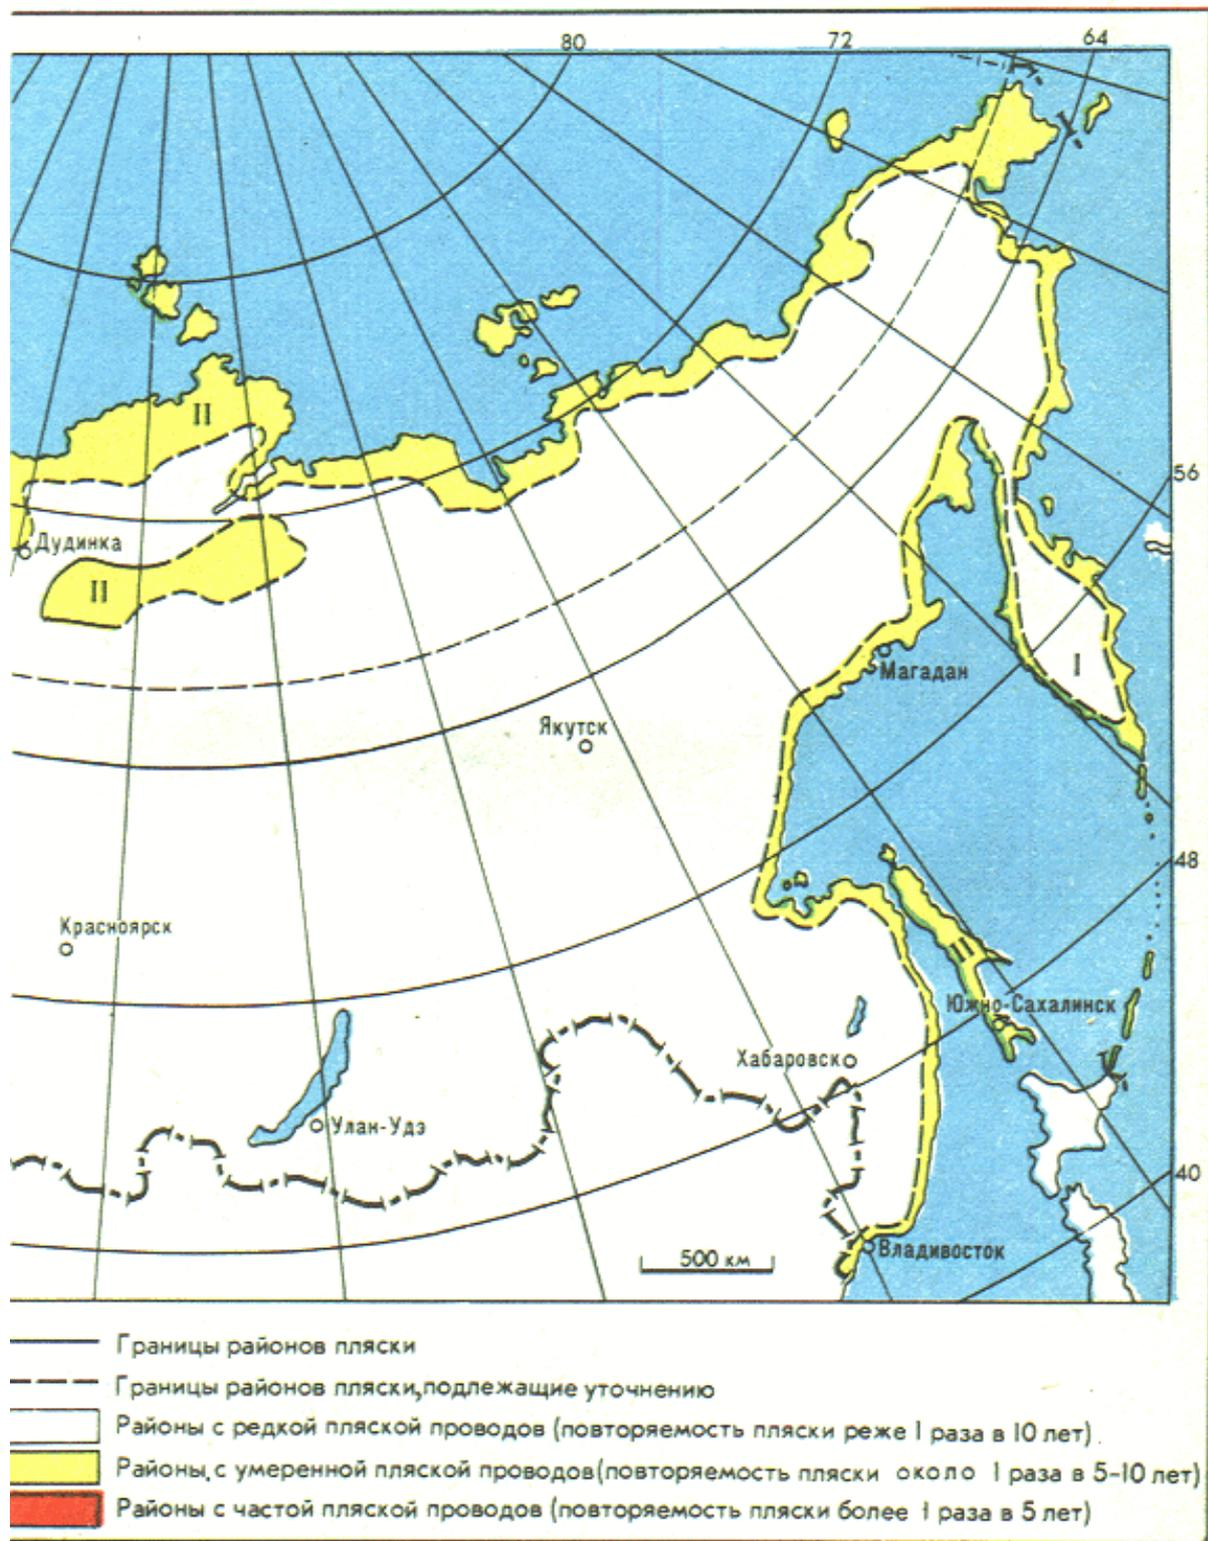 80
72
64
II
56
Дудинка
II
I
Магадан
Якутск
48
Красноярск
II
Южно-Сахалинск
Хабаровск
Улан-Удэ
40
500 км
Владивосток
Границы районов пляски
Границы районов пляски, подлежащие уточнению
Районы с редкой пляской проводов (повторяемость пляски реже 1 раза в 10 лет)
Районы с умеренной пляской проводов (повторяемость пляски около 1 раза в 5-10 лет)
Районы с частой пляской проводов (повторяемость пляски более 1 раза в 5 лет)